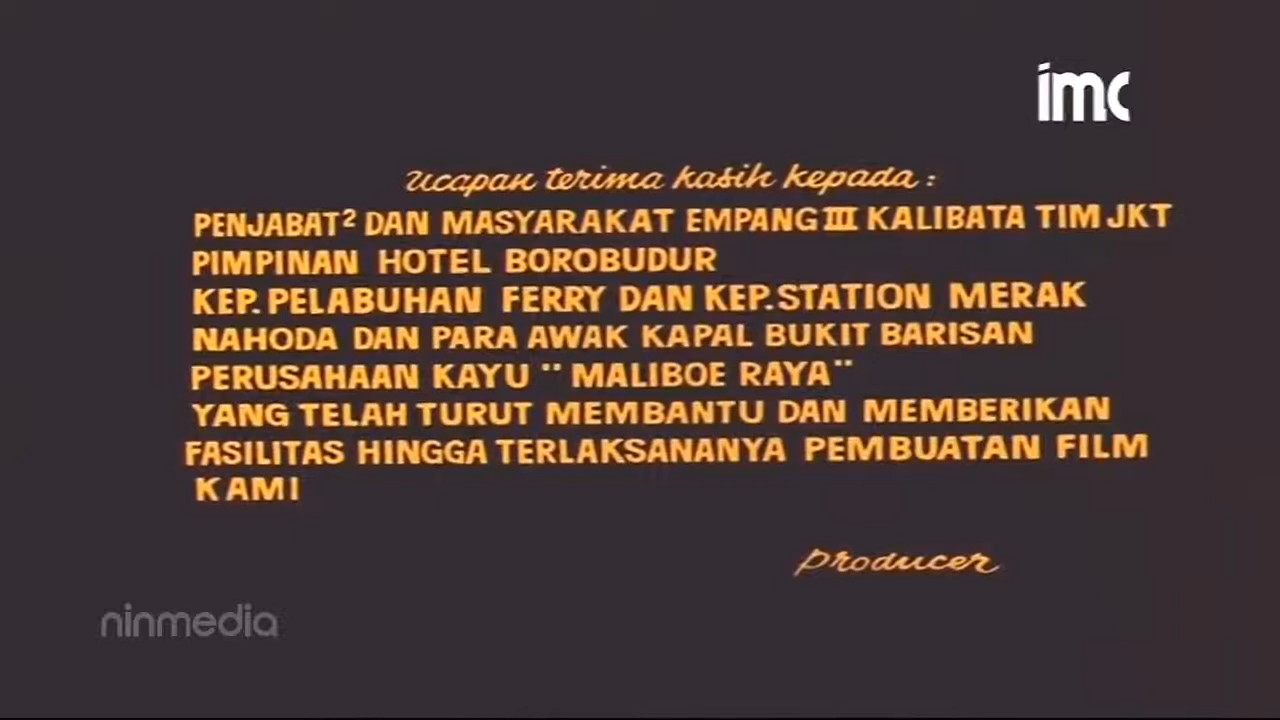 imc
Ucapan terima kasih kepada :
PENJABAT² DAN MASYARAKAT EMPANG III KALIBATA TIM JKT
PIMPINAN HOTEL BOROBUDUR
KEP. PELABUHAN FERRY DAN KEP. STATION MERAK
NAHODA DAN PARA AWAK KAPAL BUKIT BARISAN
PERUSAHAAN KAYU " MALIBOE RAYA "
YANG TELAH TURUT MEMBANTU DAN MEMBERIKAN
FASILITAS HINGGA TERLAKSANANYA PEMBUATAN FILM
KAMI
Producer
ninmedia